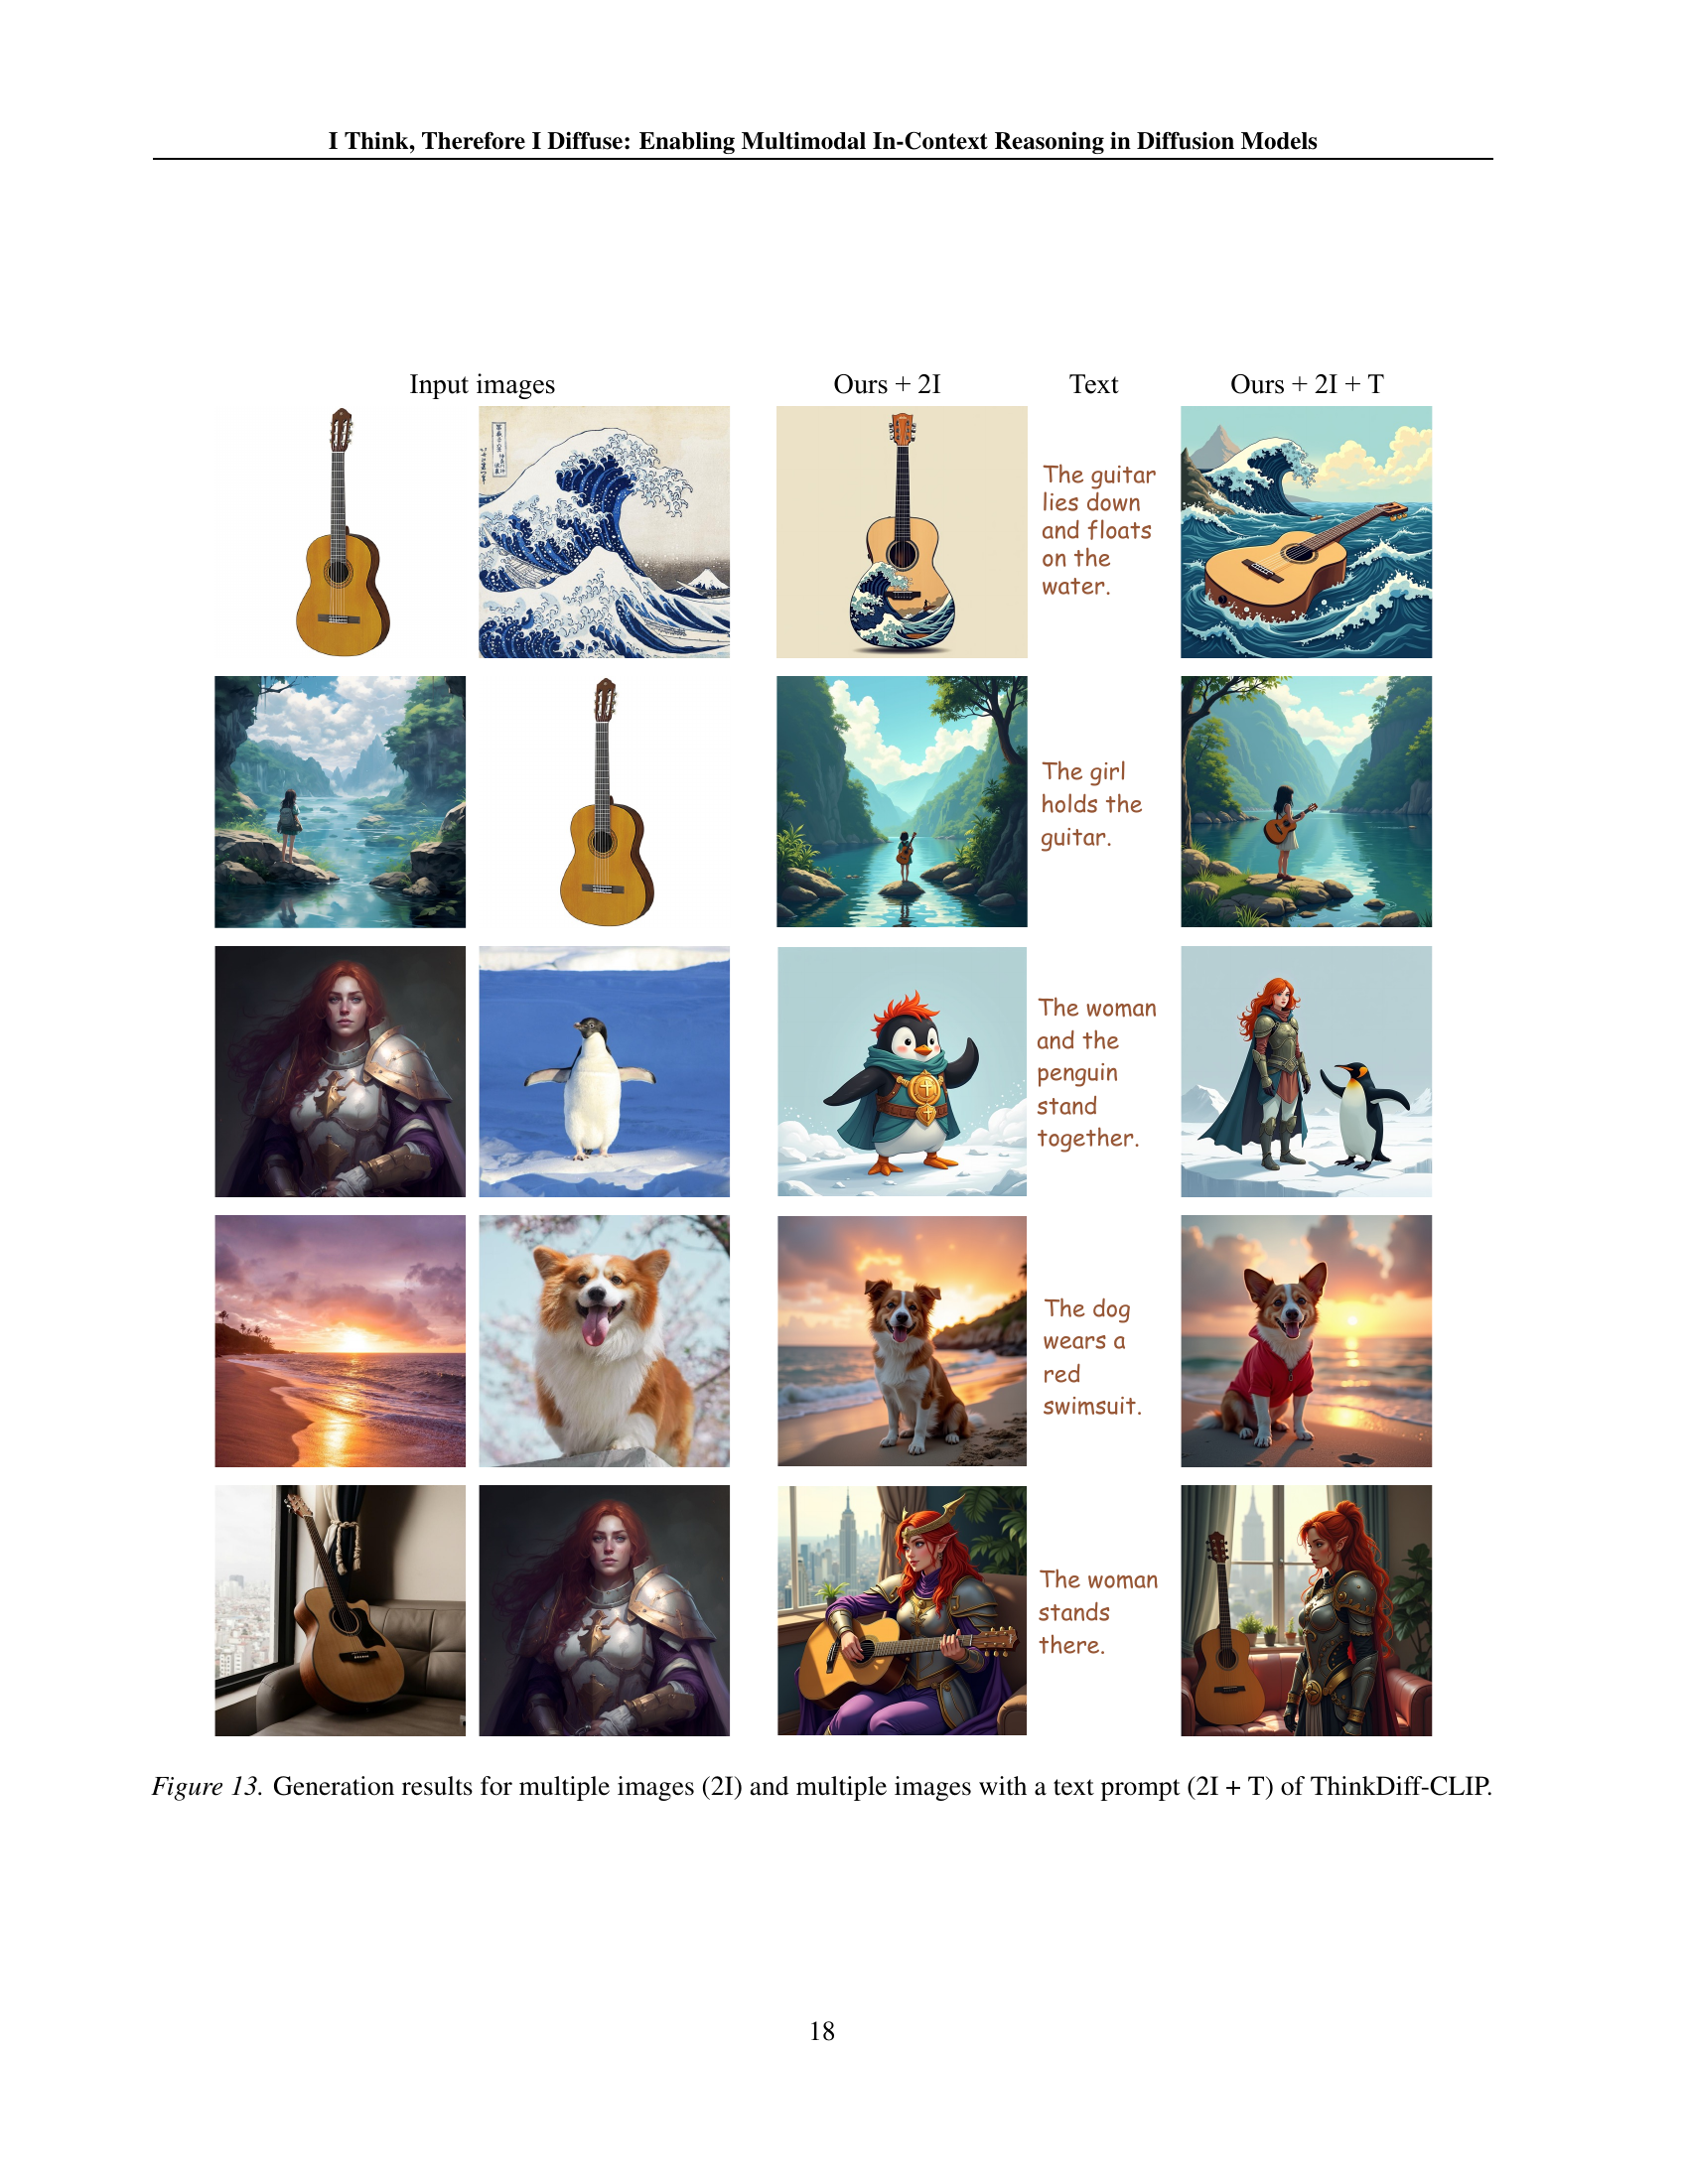 I Think, Therefore I Diffuse: Enabling Multimodal In-Context Reasoning in Diffusion Models
Input images
Ours + 2I
Text
Ours + 2I + T
The guitar
lies down
and floats
on the
water.
The girl
holds the
guitar.
The woman
and the
penguin
stand
together.
The dog
wears a
red
swimsuit.
The woman
stands
there.
Figure 13. Generation results for multiple images (2I) and multiple images with a text prompt (2I + T) of ThinkDiff-CLIP.
18